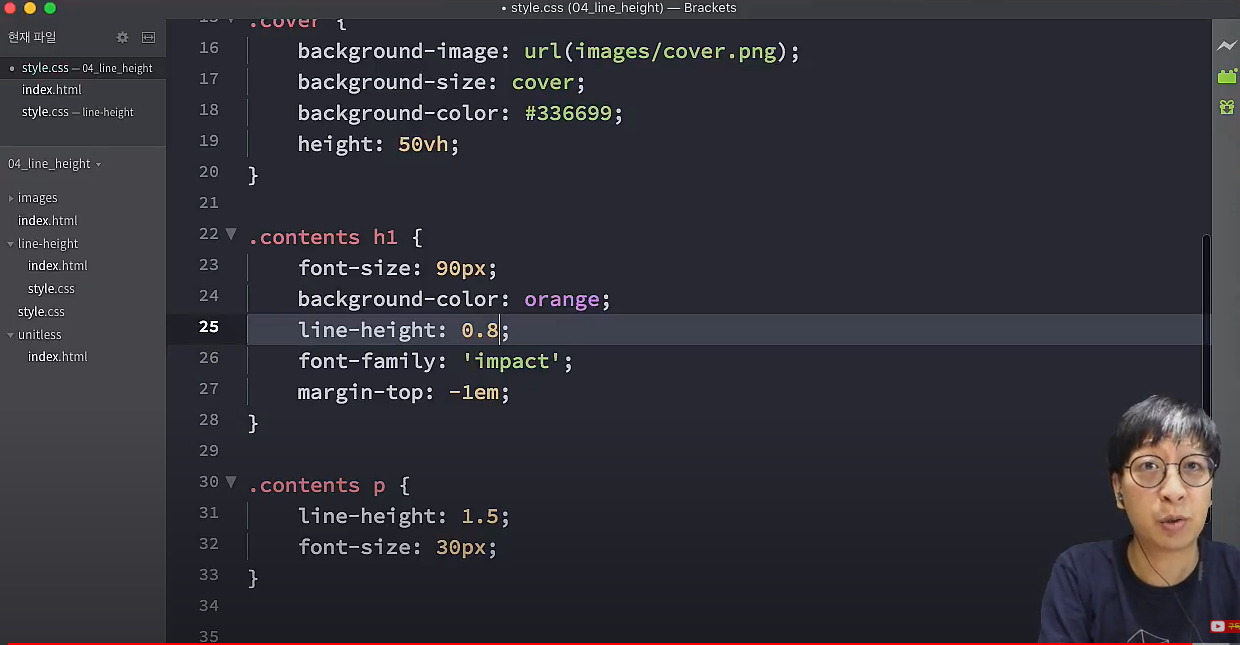 • style.css (04_line_height) — Brackets
현재 파일
• style.css — 04_line_height
index.html
style.css — line-height
04_line_height
images
index.html
line-height
index.html
style.css
style.css
unitless
index.html
15 .cover {
16 background-image: url(images/cover.png);
17 background-size: cover;
18 background-color: #336699;
19 height: 50vh;
20 }
21
22 .contents h1 {
23 font-size: 90px;
24 background-color: orange;
25 line-height: 0.8;
26 font-family: 'impact';
27 margin-top: -1em;
28 }
29
30 .contents p {
31 line-height: 1.5;
32 font-size: 30px;
33 }
34
35